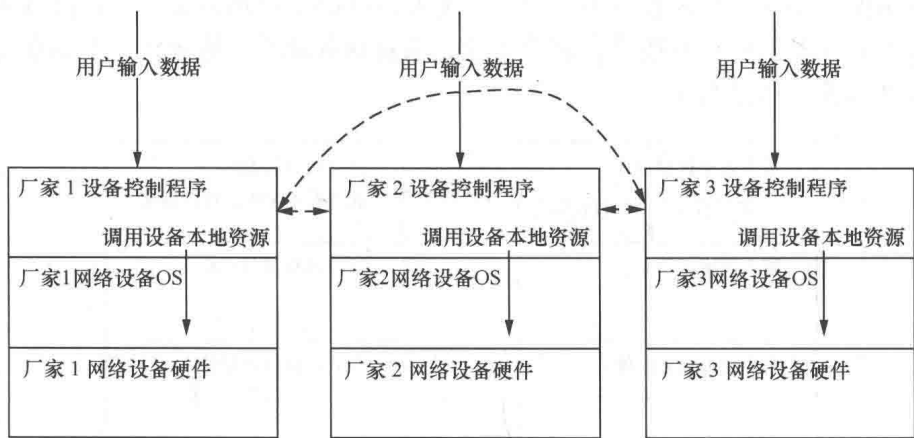 用户输入数据
用户输入数据
用户输入数据
厂家 1 设备控制程序
厂家 2 设备控制程序
厂家 3 设备控制程序
调用设备本地资源
调用设备本地资源
调用设备本地资源
厂家1网络设备OS
厂家2网络设备OS
厂家3网络设备OS
厂家 1 网络设备硬件
厂家 2 网络设备硬件
厂家 3 网络设备硬件